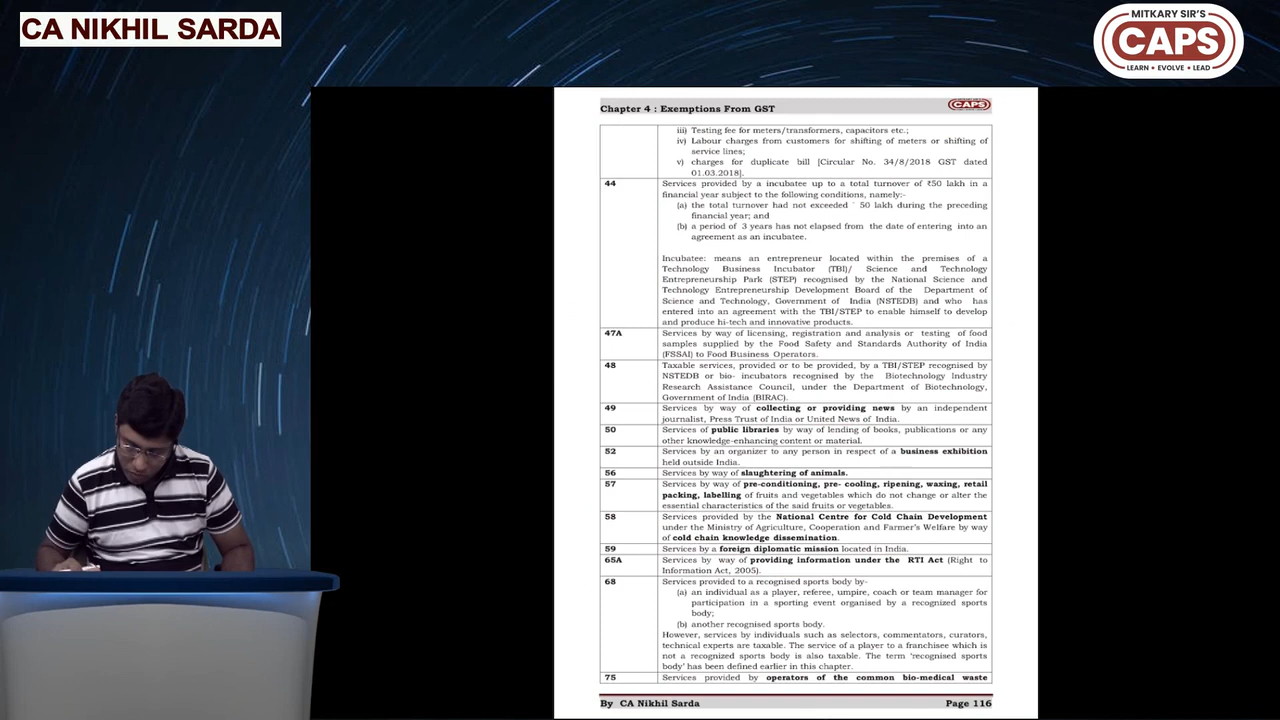 CA NIKHIL SARDA
MITKARY SIR'S
CAPS
LEARN • EVOLVE • LEAD
Chapter 4 : Exemptions From GST
CAPS
iii) Testing fee for meters/transformers, capacitors etc.;
iv) Labour charges from customers for shifting of meters or shifting of
service lines;
v) charges for duplicate bill [Circular No. 34/8/2018 GST dated
01.03.2018].
44 Services provided by a incubatee up to a total turnover of ₹50 lakh in a
financial year subject to the following conditions, namely:-
(a) the total turnover had not exceeded ` 50 lakh during the preceding
financial year; and
(b) a period of 3 years has not elapsed from the date of entering into an
agreement as an incubatee.
Incubatee: means an entrepreneur located within the premises of a
Technology Business Incubator (TBI)/ Science and Technology
Entrepreneurship Park (STEP) recognised by the National Science and
Technology Entrepreneurship Development Board of the Department of
Science and Technology, Government of India (NSTEDB) and who has
entered into an agreement with the TBI/STEP to enable himself to develop
and produce hi-tech and innovative products.
47A Services by way of licensing, registration and analysis or testing of food
samples supplied by the Food Safety and Standards Authority of India
(FSSAI) to Food Business Operators.
48 Taxable services, provided or to be provided, by a TBI/STEP recognised by
NSTEDB or bio- incubators recognised by the Biotechnology Industry
Research Assistance Council, under the Department of Biotechnology,
Government of India (BIRAC).
49 Services by way of collecting or providing news by an independent
journalist, Press Trust of India or United News of India.
50 Services of public libraries by way of lending of books, publications or any
other knowledge-enhancing content or material.
52 Services by an organizer to any person in respect of a business exhibition
held outside India.
56 Services by way of slaughtering of animals.
57 Services by way of pre-conditioning, pre- cooling, ripening, waxing, retail
packing, labelling of fruits and vegetables which do not change or alter the
essential characteristics of the said fruits or vegetables.
58 Services provided by the National Centre for Cold Chain Development
under the Ministry of Agriculture, Cooperation and Farmer's Welfare by way
of cold chain knowledge dissemination.
59 Services by a foreign diplomatic mission located in India.
65A Services by way of providing information under the RTI Act (Right to
Information Act, 2005).
68 Services provided to a recognised sports body by-
(a) an individual as a player, referee, umpire, coach or team manager for
participation in a sporting event organised by a recognized sports
body;
(b) another recognised sports body.
However, services by individuals such as selectors, commentators, curators,
technical experts are taxable. The service of a player to a franchisee which is
not a recognized sports body is also taxable. The term 'recognised sports
body' has been defined earlier in this chapter.
75 Services provided by operators of the common bio-medical waste
By CA Nikhil Sarda Page 116